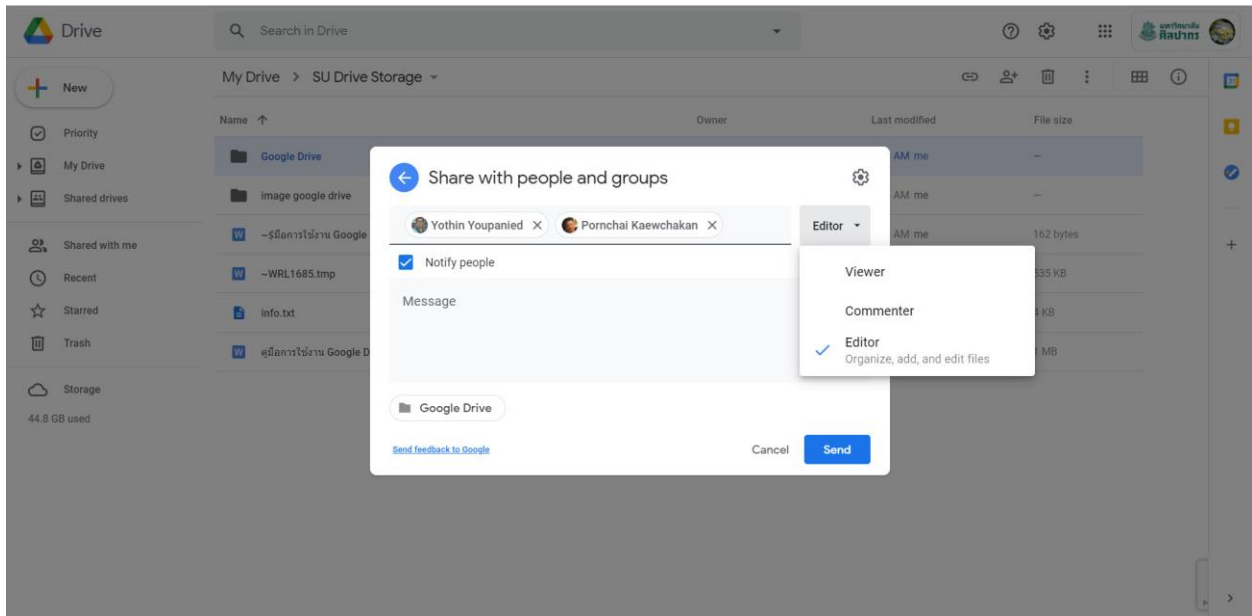 Drive
Search in Drive
มหาวิทยาลัย
ศิลปากร
New
My Drive > SU Drive Storage
Name
Owner
Last modified
File size
Priority
My Drive
Shared drives
Shared with me
Recent
Starred
Trash
Storage
44.8 GB used
Google Drive
AM me
–
image google drive
AM me
–
~$มือการใช้งาน Google
AM me
162 bytes
~WRL1685.tmp
535 KB
info.txt
KB
คู่มือการใช้งาน Google D
MB
Share with people and groups
Yothin Youpanied
Pornchai Kaewchakan
Editor
Notify people
Message
Viewer
Commenter
Editor
Organize, add, and edit files
Google Drive
Send feedback to Google
Cancel
Send